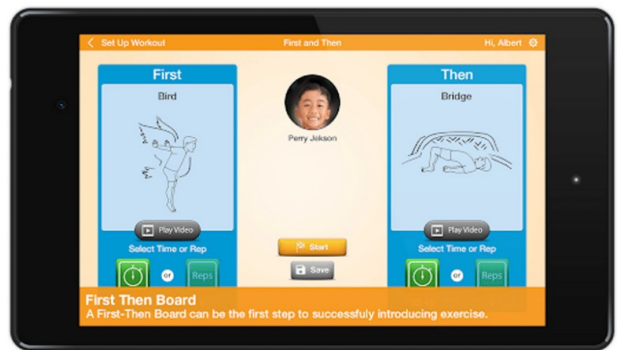 Set Up Workout
First and Then
Hi, Albert
First
Bird
Play Video
Select Time or Rep
or
Reps
Perry Jekson
Start
Save
Then
Bridge
Play Video
Select Time or Rep
or
Reps
First Then Board
A First-Then Board can be the first step to successfuly introducing exercise.